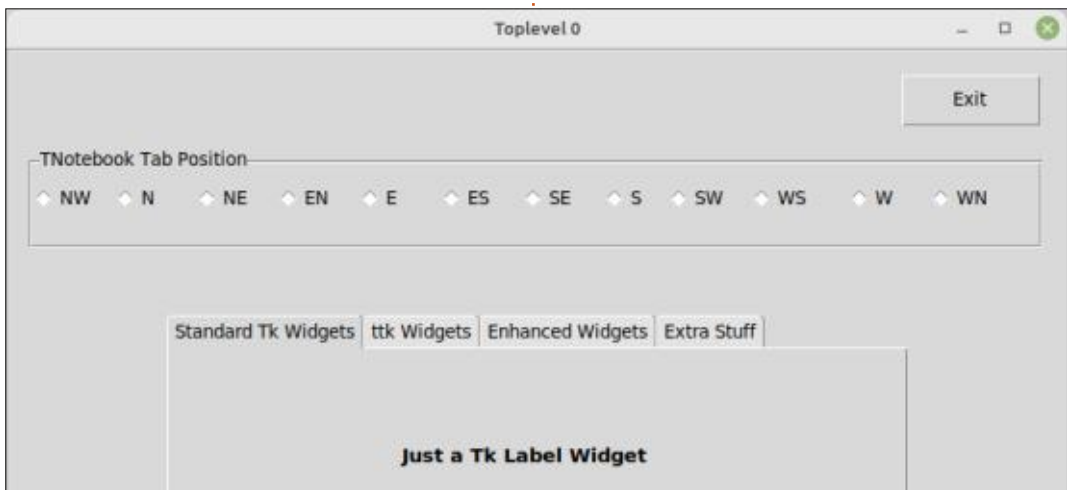 Toplevel 0
Exit
TNotebook Tab Position
NW N NE EN E ES SE S SW WS W WN
Standard Tk Widgets ttk Widgets Enhanced Widgets Extra Stuff
Just a Tk Label Widget